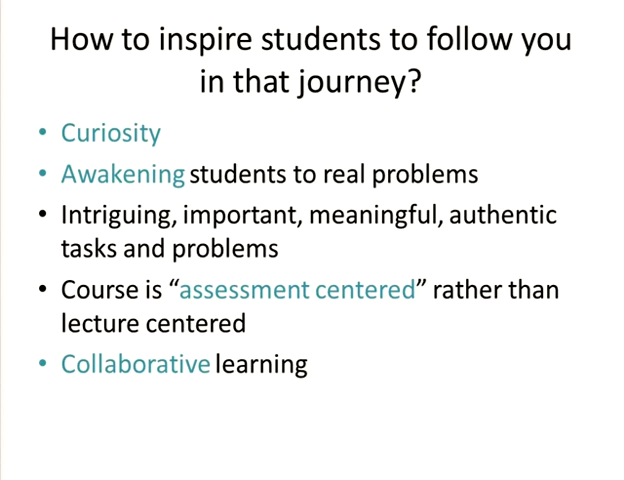 How to inspire students to follow you
in that journey?
• Curiosity
• Awakening students to real problems
• Intriguing, important, meaningful, authentic
tasks and problems
• Course is “assessment centered” rather than
lecture centered
• Collaborative learning